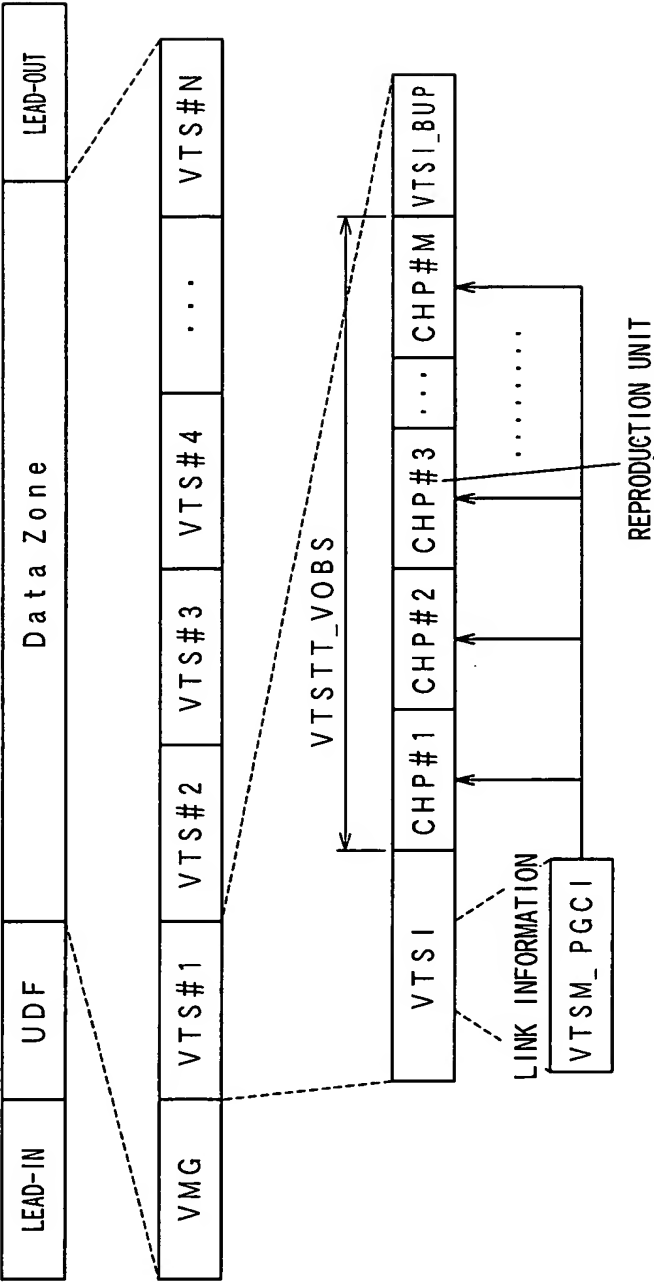 LEAD-IN
UDF
Data Zone
LEAD-OUT
VMG
VTS#1
VTS#2
VTS#3
VTS#4
...
VTS#N
VTSTT_VOBS
VTSI
CHP#1
CHP#2
CHP#3
...
CHP#M
VTSI_BUP
LINK INFORMATION
VTSM_PGCI
........
REPRODUCTION UNIT